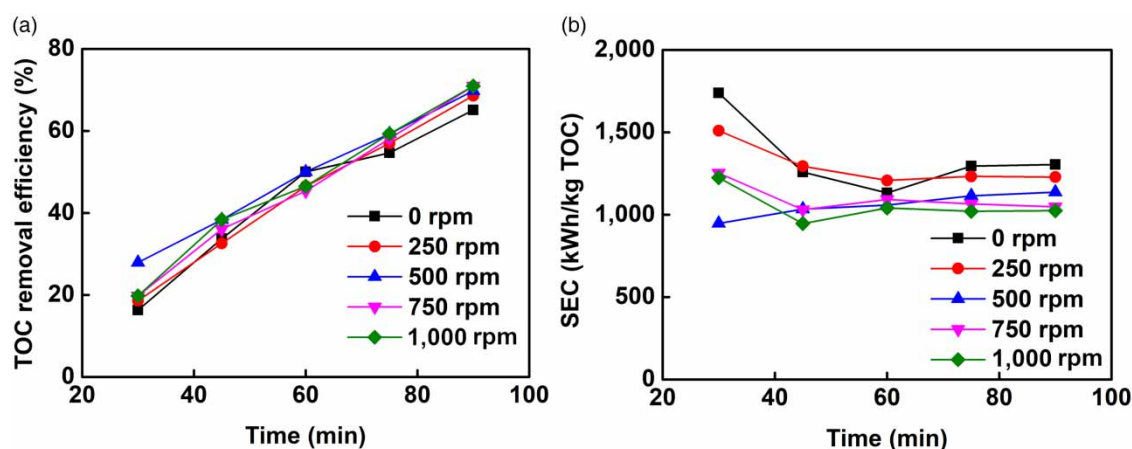 (a)
TOC removal efficiency (%)
80
60
40
20
0
20
40
60
80
100
Time (min)
0 rpm
250 rpm
500 rpm
750 rpm
1,000 rpm
(b)
SEC (kWh/kg TOC)
2,000
1,500
1,000
500
0
20
40
60
80
100
Time (min)
0 rpm
250 rpm
500 rpm
750 rpm
1,000 rpm